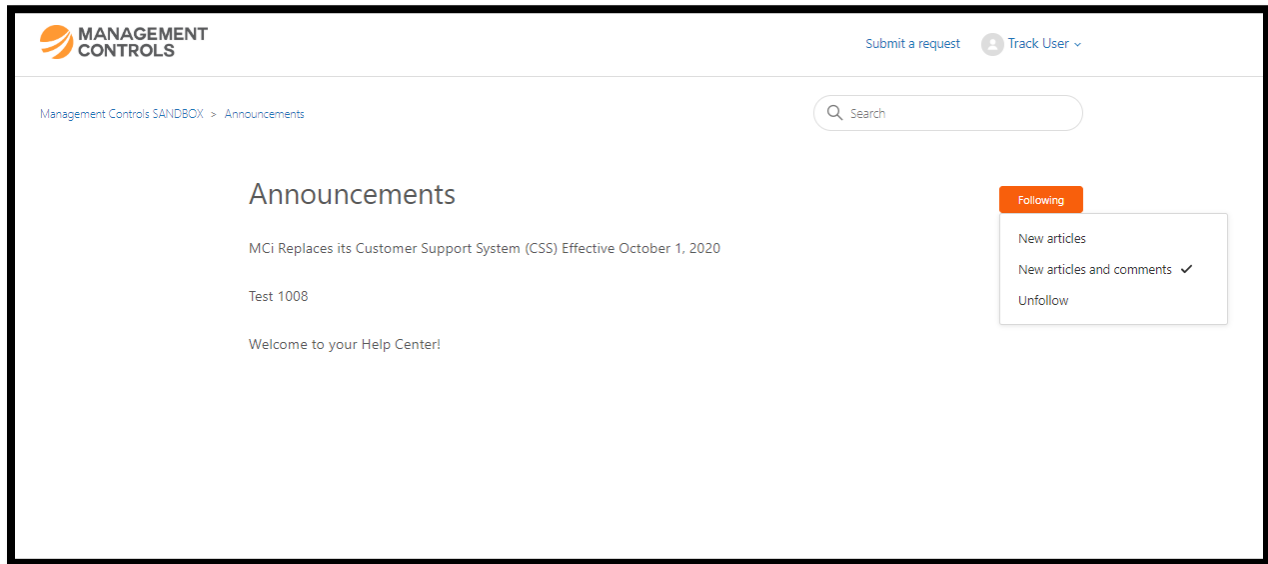 MANAGEMENT
CONTROLS
Submit a request
Track User
Management Controls SANDBOX > Announcements
Search
Announcements
Following
MCi Replaces its Customer Support System (CSS) Effective October 1, 2020
Test 1008
Welcome to your Help Center!
New articles
New articles and comments
Unfollow